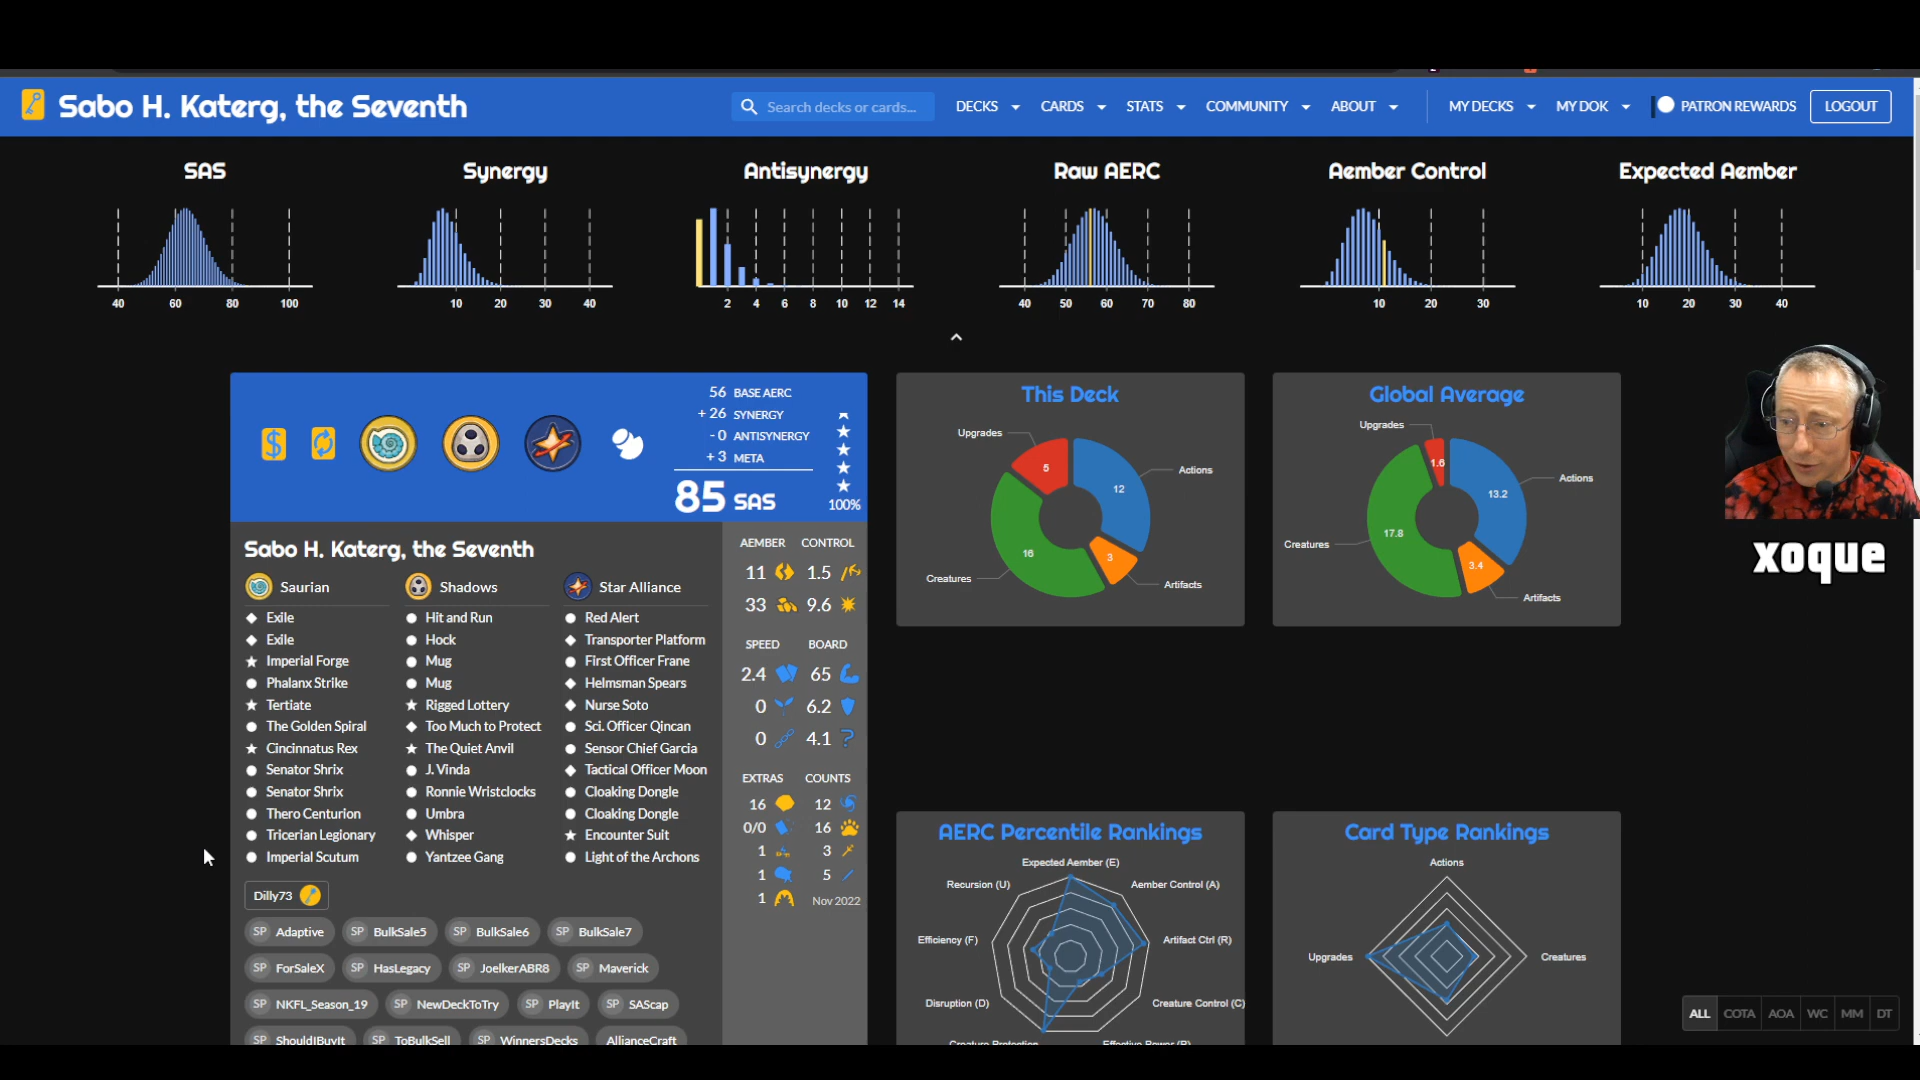 Sabo H. Katerg, the Seventh
Search decks or cards...
DECKS
CARDS
STATS
COMMUNITY
ABOUT
MY DECKS
MY DOK
PATRON REWARDS
LOGOUT
SAS
40 60 80 100
Synergy
10 20 30 40
Antisynergy
2 4 6 8 10 12 14
Raw AERC
40 50 60 70 80
Aember Control
10 20 30
Expected Aember
10 20 30 40
56 BASE AERC
+ 26 SYNERGY
- 0 ANTISYNERGY
+ 3 META
85 SAS
100%
Sabo H. Katerg, the Seventh
Saurian
Exile
Exile
Imperial Forge
Phalanx Strike
Tertiate
The Golden Spiral
Cincinnatus Rex
Senator Shrix
Senator Shrix
Thero Centurion
Tricerian Legionary
Imperial Scutum
Shadows
Hit and Run
Hock
Mug
Mug
Rigged Lottery
Too Much to Protect
The Quiet Anvil
J. Vinda
Ronnie Wristclocks
Umbra
Whisper
Yantzee Gang
Star Alliance
Red Alert
Transporter Platform
First Officer Frane
Helmsman Spears
Nurse Soto
Sci. Officer Qincan
Sensor Chief Garcia
Tactical Officer Moon
Cloaking Dongle
Cloaking Dongle
Encounter Suit
Light of the Archons
AEMBER CONTROL
11 1.5
33 9.6
SPEED BOARD
2.4 65
0 6.2
0 4.1
EXTRAS COUNTS
16 12
0/0 16
1 3
1 5
1 Nov 2022
Dilly73
SP Adaptive
SP BulkSale5
SP BulkSale6
SP BulkSale7
SP ForSaleX
SP HasLegacy
SP JoelkerABR8
SP Maverick
SP NKFL_Season_19
SP NewDeckToTry
SP PlayIt
SP SAScap
SP ShouldIBuyIt
SP ToBulkSell
SP WinnersDecks
AllianceCraft
This Deck
Upgrades
5
Actions
12
Creatures
16
3
Artifacts
Global Average
Upgrades
1.6
Actions
13.2
Creatures
17.8
3.4
Artifacts
xoque
AERC Percentile Rankings
Expected Aember (E)
Recursion (U)
Aember Control (A)
Efficiency (F)
Artifact Ctrl (R)
Disruption (D)
Creature Control (C)
Creature Protection
Effective Power (P)
Card Type Rankings
Actions
Upgrades
Creatures
ALL COTA AOA WC MM DT